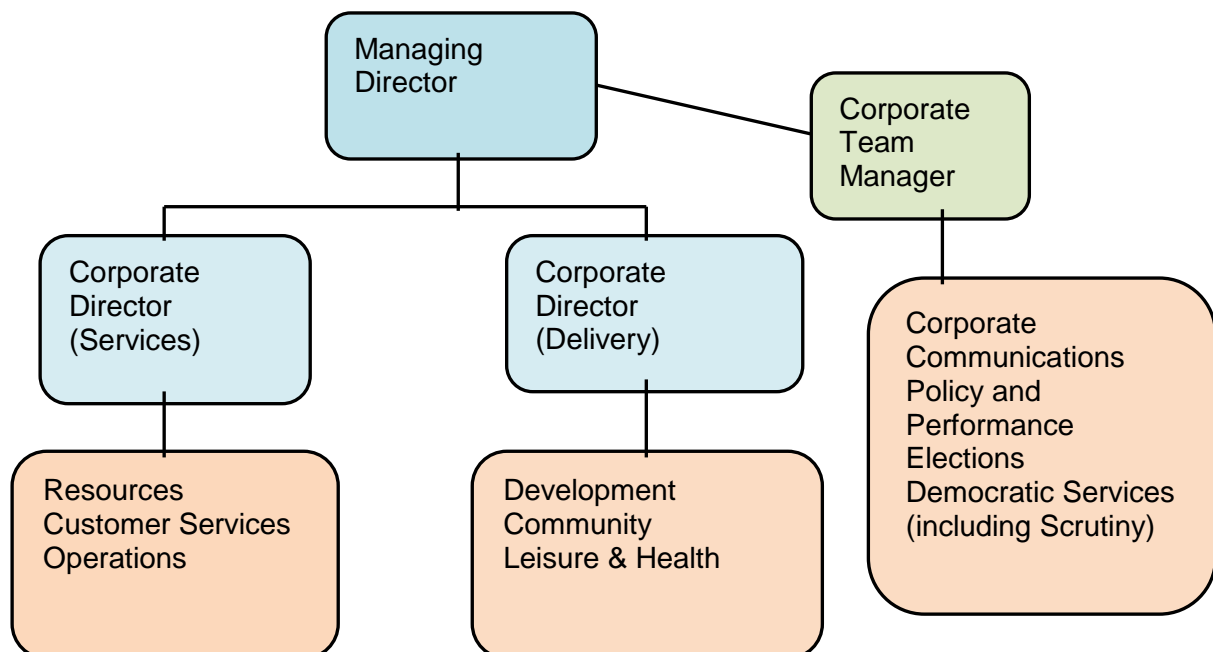 Managing
Director
Corporate
Team
Manager
Corporate
Director
(Services)
Corporate
Director
(Delivery)
Corporate
Communications
Policy and
Performance
Elections
Democratic Services
(including Scrutiny)
Resources
Customer Services
Operations
Development
Community
Leisure & Health